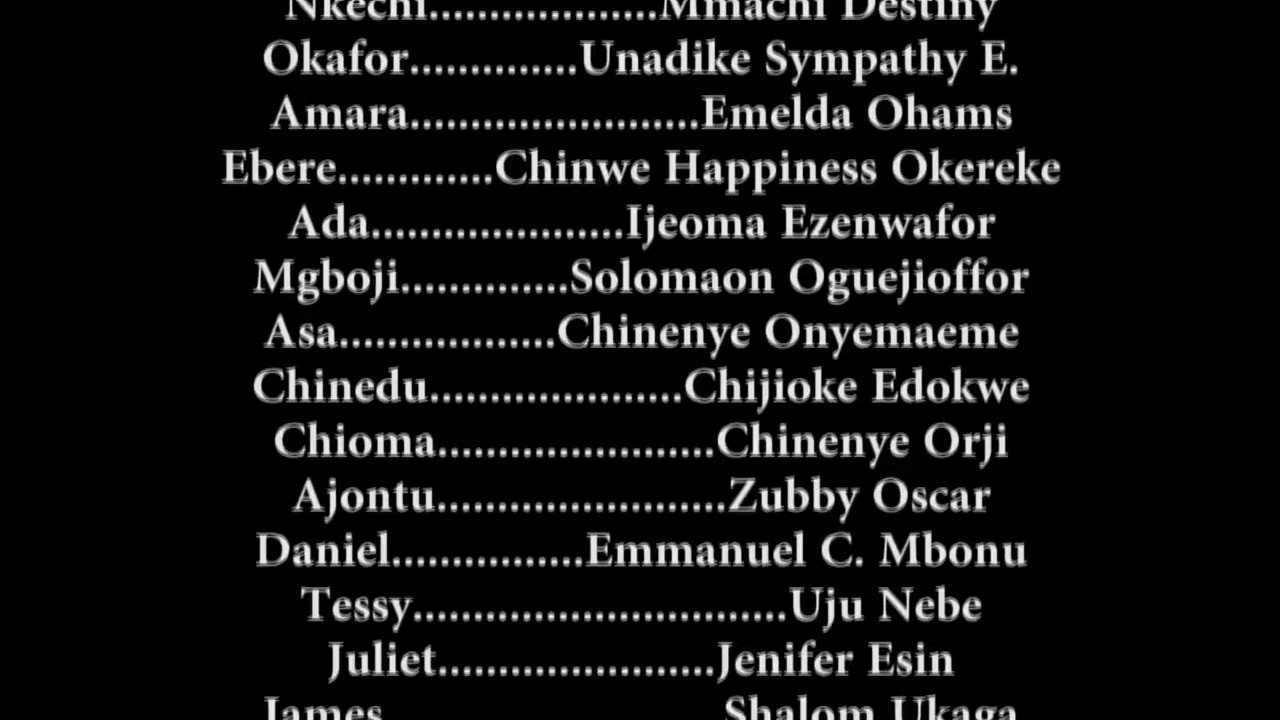 Nkechi...................Mmachi Destiny
Okafor..............Unadike Sympathy E.
Amara........................Emelda Ohams
Ebere.............Chinwe Happiness Okereke
Ada.....................Ijeoma Ezenwafor
Mgboji..............Solomaon Oguejioffor
Asa..................Chinenye Onyemaeme
Chinedu.....................Chijioke Edokwe
Chioma.......................Chinenye Orji
Ajontu........................Zubby Oscar
Daniel................Emmanuel C. Mbonu
Tessy...............................Uju Nebe
Juliet.......................Jenifer Esin
James Shalom Ukaga